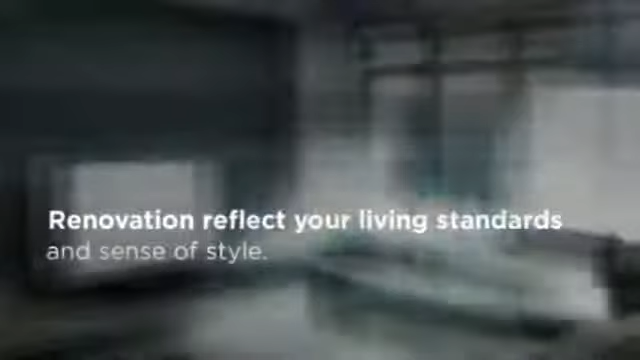 Renovation reflect your living standards
and sense of style.